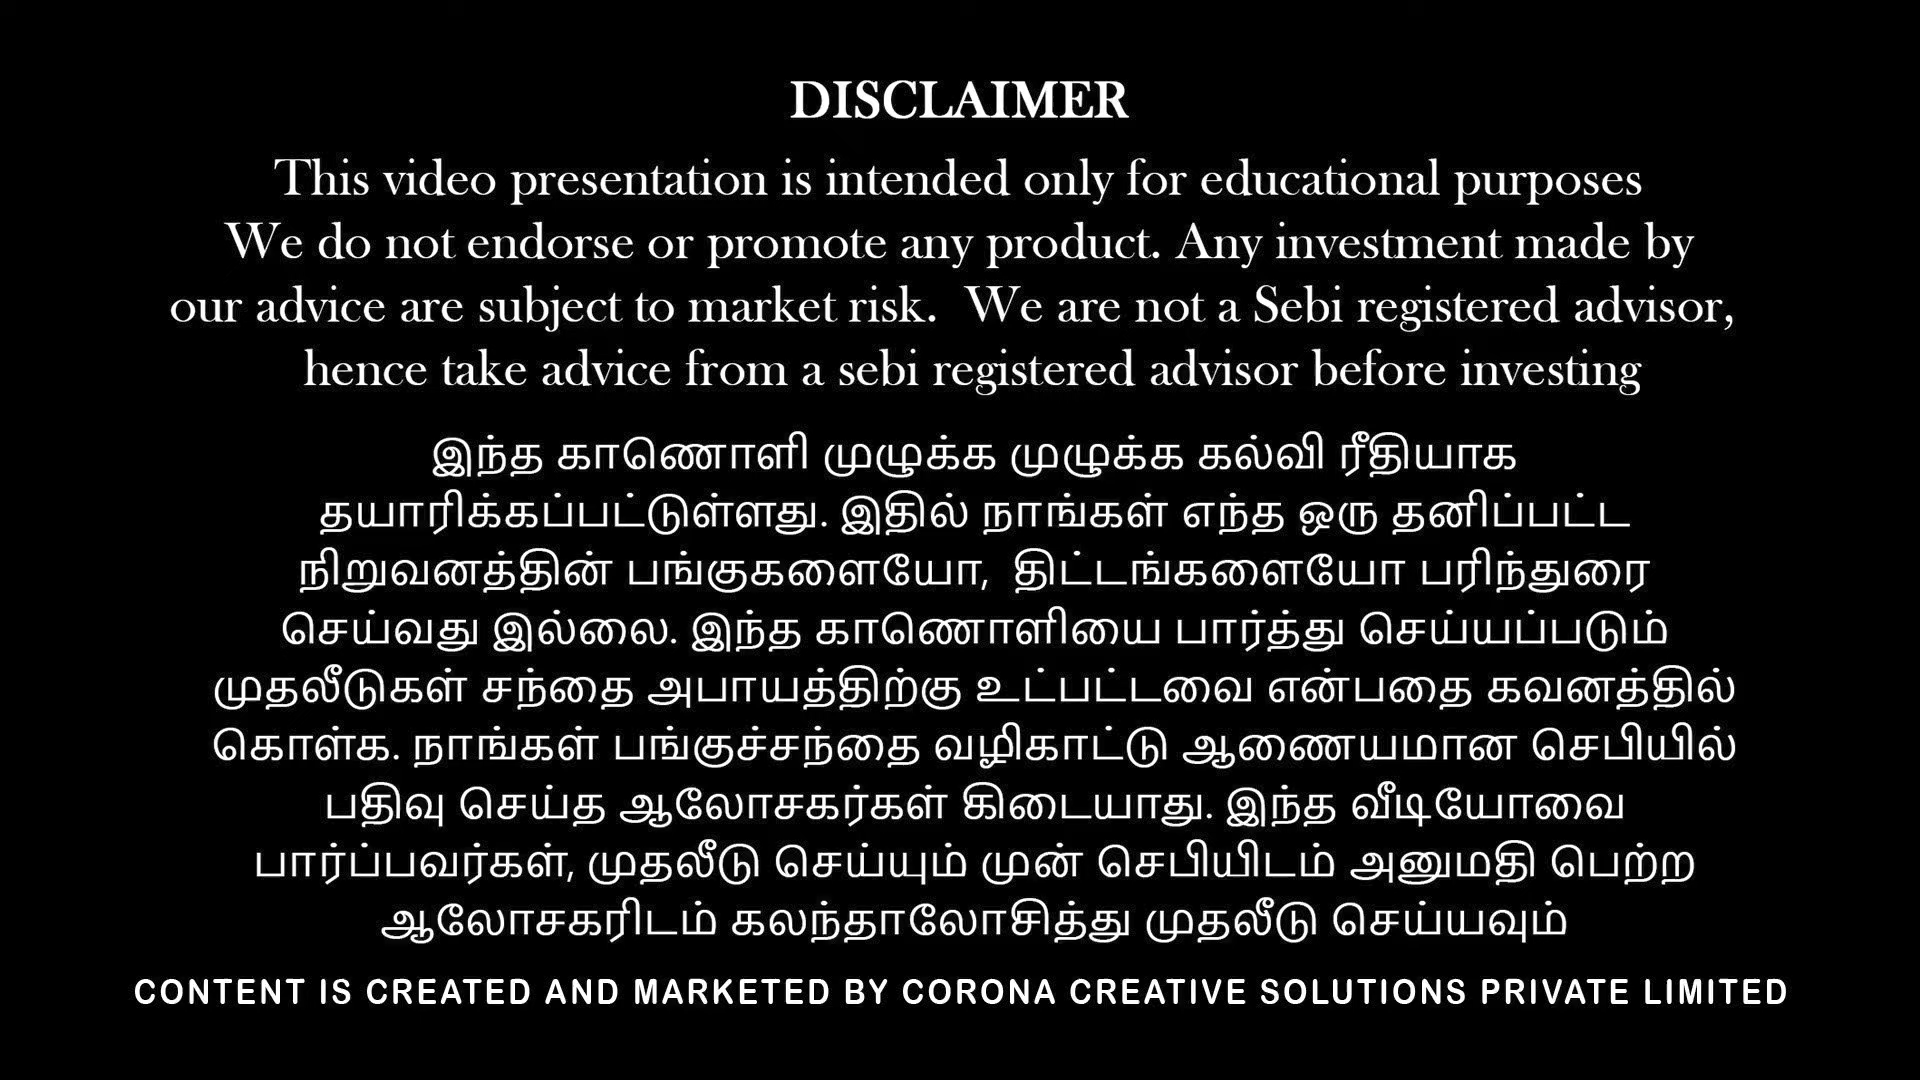 DISCLAIMER
This video presentation is intended only for educational purposes
We do not endorse or promote any product. Any investment made by
our advice are subject to market risk.  We are not a Sebi registered advisor,
hence take advice from a sebi registered advisor before investing
இந்த காணொளி முழுக்க முழுக்க கல்வி ரீதியாக
தயாரிக்கப்பட்டுள்ளது. இதில் நாங்கள் எந்த ஒரு தனிப்பட்ட
நிறுவனத்தின் பங்குகளையோ,  திட்டங்களையோ பரிந்துரை
செய்வது இல்லை. இந்த காணொளியை பார்த்து செய்யப்படும்
முதலீடுகள் சந்தை அபாயத்திற்கு உட்பட்டவை என்பதை கவனத்தில்
கொள்க. நாங்கள் பங்குச்சந்தை வழிகாட்டு ஆணையமான செபியில்
பதிவு செய்த ஆலோசகர்கள் கிடையாது. இந்த வீடியோவை
பார்ப்பவர்கள், முதலீடு செய்யும் முன் செபியிடம் அனுமதி பெற்ற
ஆலோசகரிடம் கலந்தாலோசித்து முதலீடு செய்யவும்
CONTENT IS CREATED AND MARKETED BY CORONA CREATIVE SOLUTIONS PRIVATE LIMITED